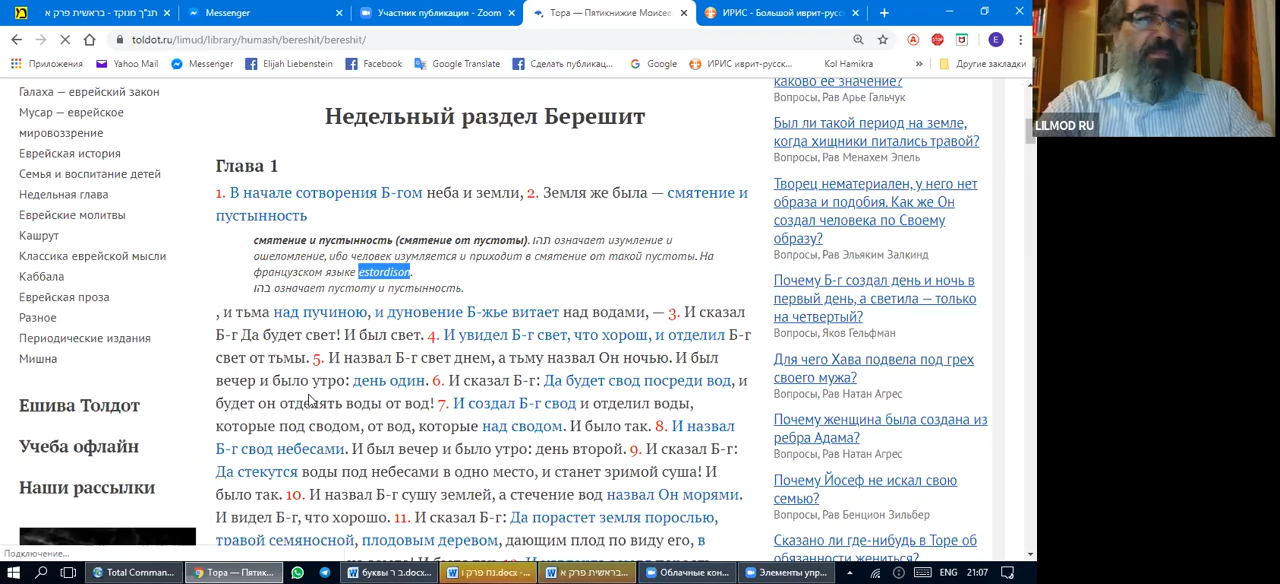 תנ"ך מנוקד - בראשית פרק א
Messenger
Участник публикации - Zoom
Тора — Пятикнижие Моисее
ИРИС - Большой иврит-русс
toldot.ru/limud/library/humash/bereshit/bereshit/
Приложения
Yahoo Mail
Messenger
Elijah Liebenstein
Facebook
Google Translate
Сделать публикац...
Google
ИРИС иврит-русск...
Kol Hamikra
»
Другие закладки
LILMOD RU
Галаха — еврейский закон
Мусар — еврейское
мировоззрение
Еврейская история
Семья и воспитание детей
Недельная глава
Еврейские молитвы
Кашрут
Классика еврейской мысли
Каббала
Еврейская проза
Разное
Периодические издания
Мишна
Ешива Толдот
Учеба офлайн
Наши рассылки
Подключение...
Недельный раздел Берешит
Глава 1
1. В начале сотворения Б-гом неба и земли, 2. Земля же была — смятение и
пустынность
смятение и пустынность (смятение от пустоты). תהו означает изумление и
ошеломление, ибо человек изумляется и приходит в смятение от такой пустоты. На
французском языке estordison.
בהו означает пустоту и пустынность.
, и тьма над пучиною, и дуновение Б-жье витает над водами, — 3. И сказал
Б-г Да будет свет! И был свет. 4. И увидел Б-г свет, что хорош, и отделил Б-г
свет от тьмы. 5. И назвал Б-г свет днем, а тьму назвал Он ночью. И был
вечер и было утро: день один. 6. И сказал Б-г: Да будет свод посреди вод, и
будет он отделять воды от вод! 7. И создал Б-г свод и отделил воды,
которые под сводом, от вод, которые над сводом. И было так. 8. И назвал
Б-г свод небесами. И был вечер и было утро: день второй. 9. И сказал Б-г:
Да стекутся воды под небесами в одно место, и станет зримой суша! И
было так. 10. И назвал Б-г сушу землей, а стечение вод назвал Он морями.
И видел Б-г, что хорошо. 11. И сказал Б-г: Да порастет земля порослью,
травой семяносной, плодовым деревом, дающим плод по виду его, в
каково ее значение?
Вопросы, Рав Арье Гальчук
Был ли такой период на земле,
когда хищники питались травой?
Вопросы, Рав Менахем Эпель
Творец нематериален, у него нет
образа и подобия. Как же Он
создал человека по Своему
образу?
Вопросы, Рав Эльяким Залкинд
Почему Б-г создал день и ночь в
первый день, а светила — только
на четвертый?
Вопросы, Яков Гельфман
Для чего Хава подвела под грех
своего мужа?
Вопросы, Рав Натан Агрес
Почему женщина была создана из
ребра Адама?
Вопросы, Рав Натан Агрес
Почему Йосеф не искал свою
семью?
Вопросы, Рав Бенцион Зильбер
Сказано ли где-нибудь в Торе об
обязанности жениться?
Total Comman...
Тора — Пятик...
буквы ב ר.docx...
נח פרק ו.docx -...
בראשית פרק א...
Облачные кон...
Элементы упр...
ENG
21:07